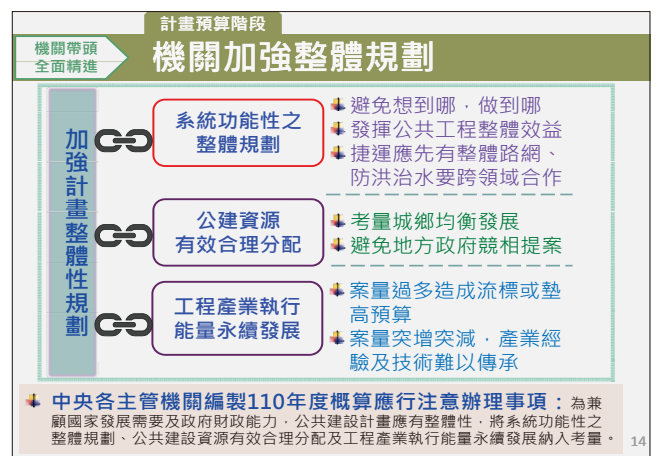 計畫預算階段
機關帶頭
全面精進
機關加強整體規劃
加強計畫整體性規劃
系統功能性之
整體規劃
避免想到哪，做到哪
發揮公共工程整體效益
捷運應先有整體路網、
防洪治水要跨領域合作
公建資源
有效合理分配
考量城鄉均衡發展
避免地方政府競相提案
工程產業執行
能量永續發展
案量過多造成流標或墊
高預算
案量突增突減，產業經
驗及技術難以傳承
中央各主管機關編製110年度概算應行注意辦理事項：為兼
顧國家發展需要及政府財政能力，公共建設計畫應有整體性，將系統功能性之
整體規劃、公共建設資源有效合理分配及工程產業執行能量永續發展納入考量。
14